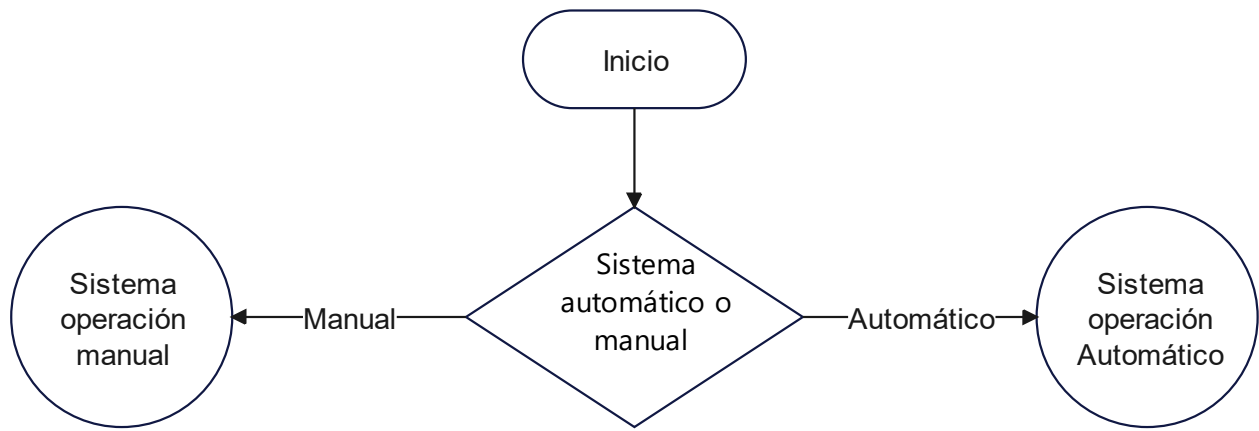 Inicio
Sistema
operación
manual
Manual
Sistema
automático o
manual
Automático
Sistema
operación
Automático